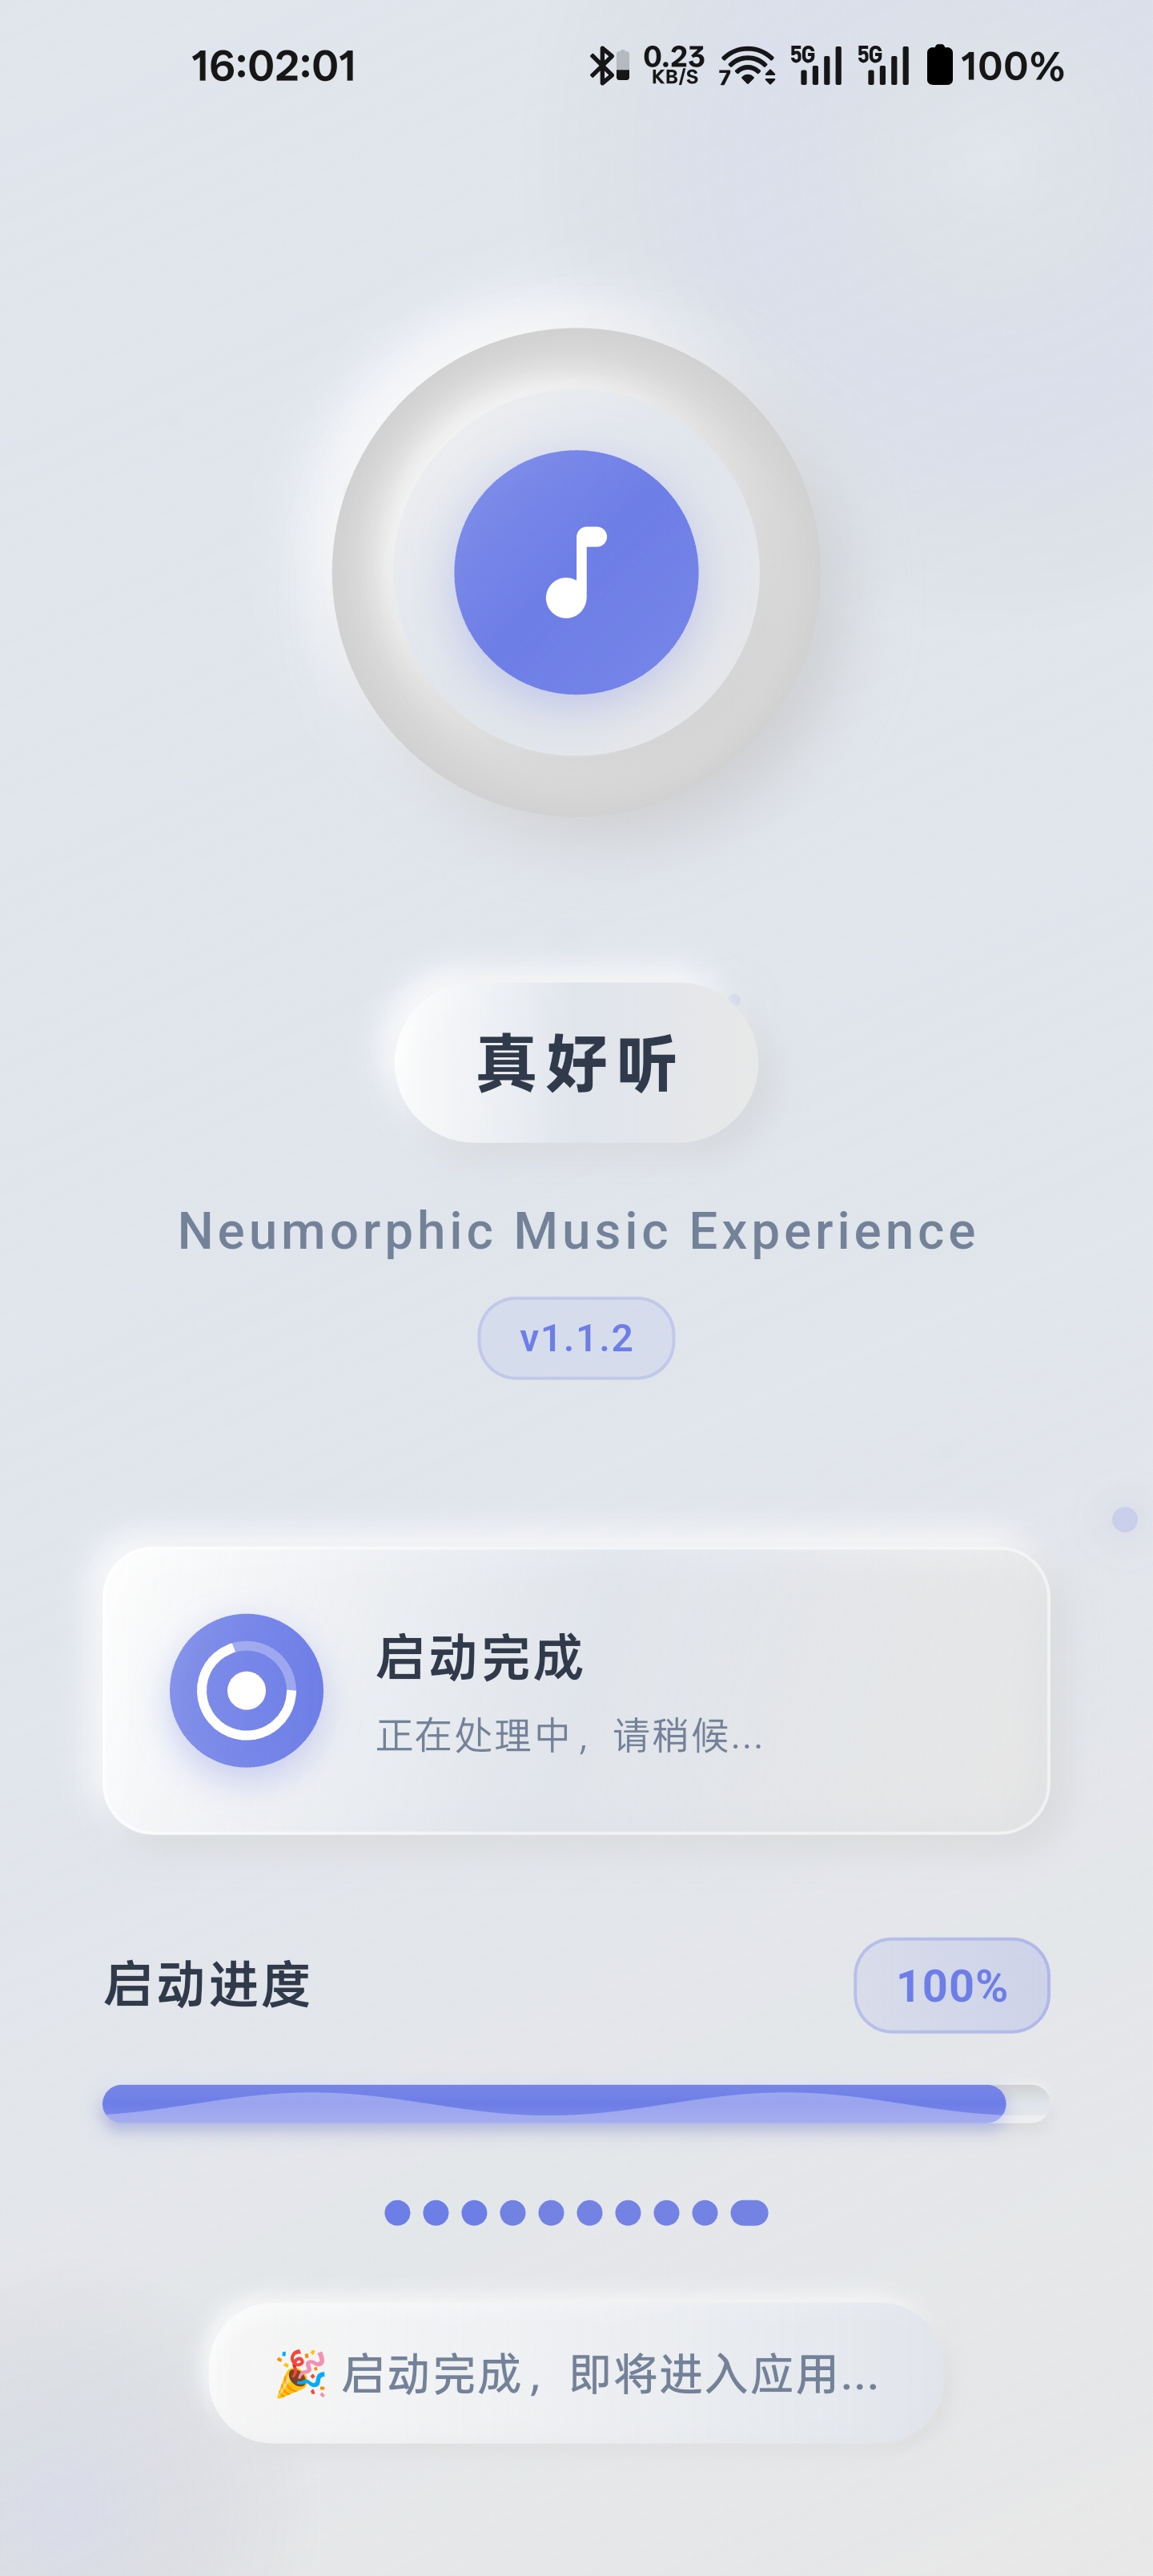 16:02:01 0.23 KB/S 7 5G 5G 100%
真好听
Neumorphic Music Experience
v1.1.2
启动完成
正在处理中，请稍候...
启动进度 100%
🎉 启动完成，即将进入应用...